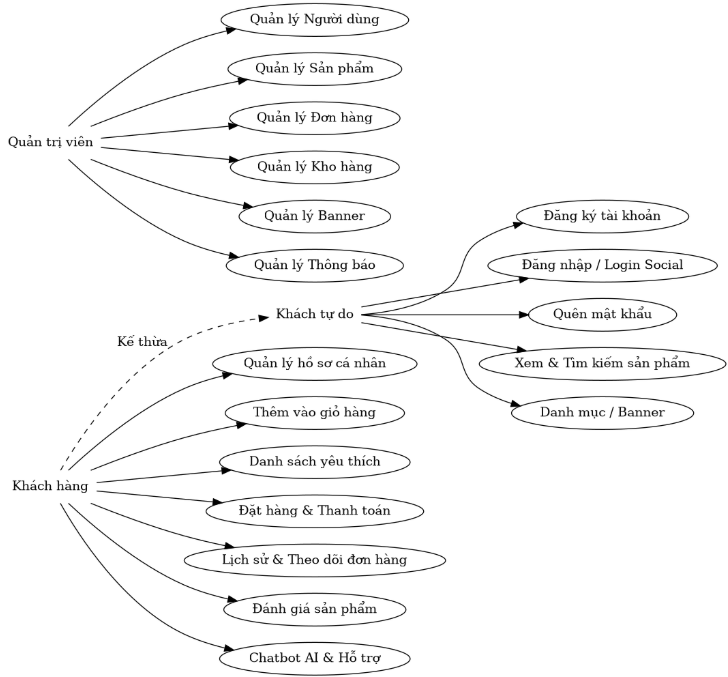 Quản lý Người dùng
Quản lý Sản phẩm
Quản lý Đơn hàng
Quản trị viên
Quản lý Kho hàng
Quản lý Banner
Đăng ký tài khoản
Quản lý Thông báo
Đăng nhập / Login Social
Khách tự do
Quên mật khẩu
Kế thừa
Quản lý hồ sơ cá nhân
Xem & Tìm kiếm sản phẩm
Thêm vào giỏ hàng
Danh mục / Banner
Danh sách yêu thích
Khách hàng
Đặt hàng & Thanh toán
Lịch sử & Theo dõi đơn hàng
Đánh giá sản phẩm
Chatbot AI & Hỗ trợ